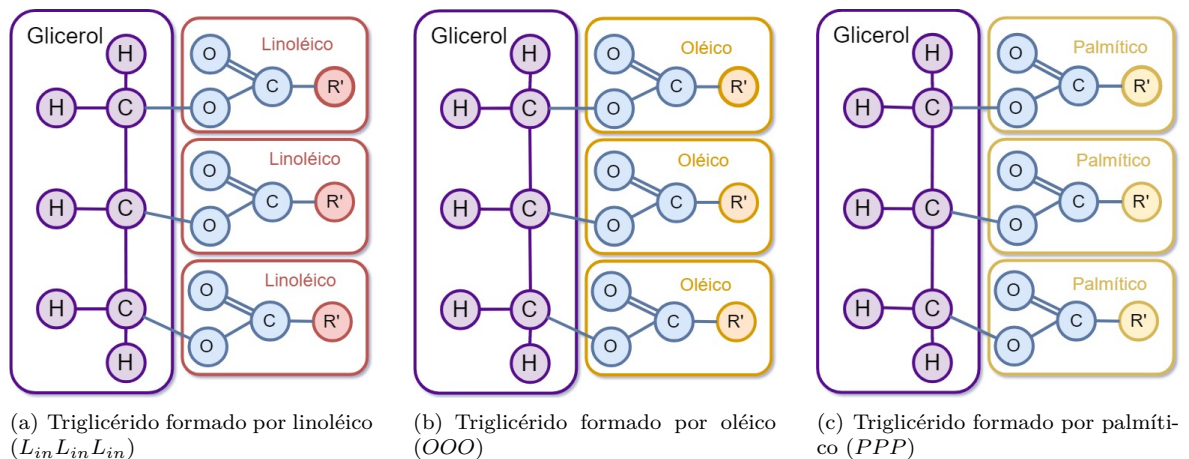 Glicerol
H
Linoléico
O
C
R'
H
C
O
Linoléico
O
C
R'
H
C
O
Linoléico
O
C
R'
H
C
O
H
Glicerol
H
Oléico
O
C
R'
H
C
O
Oléico
O
C
R'
H
C
O
Oléico
O
C
R'
H
C
O
H
Glicerol
H
Palmítico
O
C
R'
H
C
O
Palmítico
O
C
R'
H
C
O
Palmítico
O
C
R'
H
C
O
H
(a) Triglicérido formado por linoléico
(LinLinLin)
(b) Triglicérido formado por oléico
(OOO)
(c) Triglicérido formado por palmíti-
co (PPP)